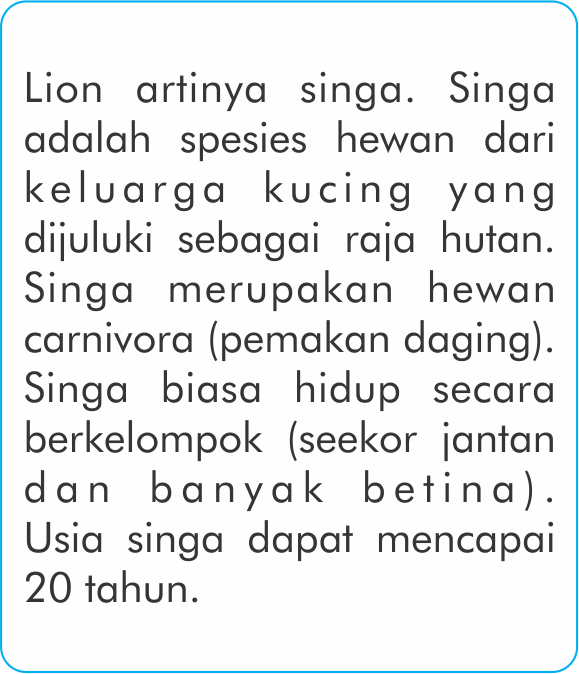 Lion artinya singa. Singa
adalah spesies hewan dari
keluarga kucing yang
dijuluki sebagai raja hutan.
Singa merupakan hewan
carnivora (pemakan daging).
Singa biasa hidup secara
berkelompok (seekor jantan
dan banyak betina).
Usia singa dapat mencapai
20 tahun.